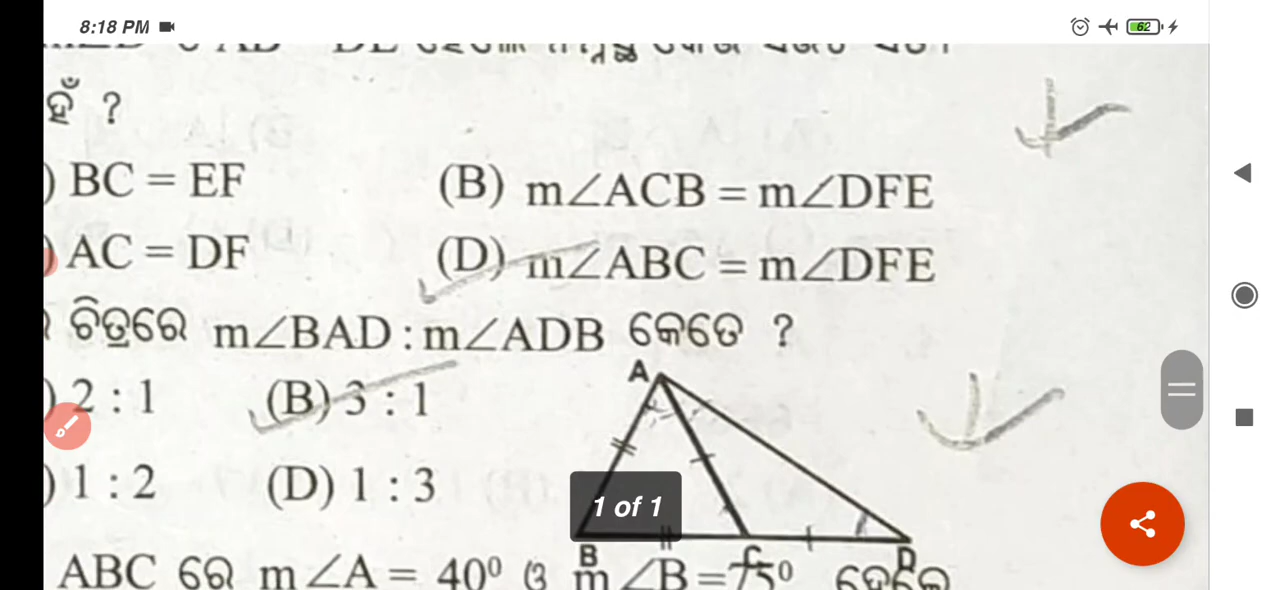 8:18 PM
62
ଦଁ ?
) BC = EF (B) m∠ACB = m∠DFE
) AC = DF (D) m∠ABC = m∠DFE
ଚିତ୍ରରେ m∠BAD : m∠ADB କେତେ ?
) 2 : 1 (B) 3 : 1
A
) 1 : 2 (D) 1 : 3
1 of 1
B C D
ABC ରେ m∠A = 40⁰ ଓ m∠B = 75⁰